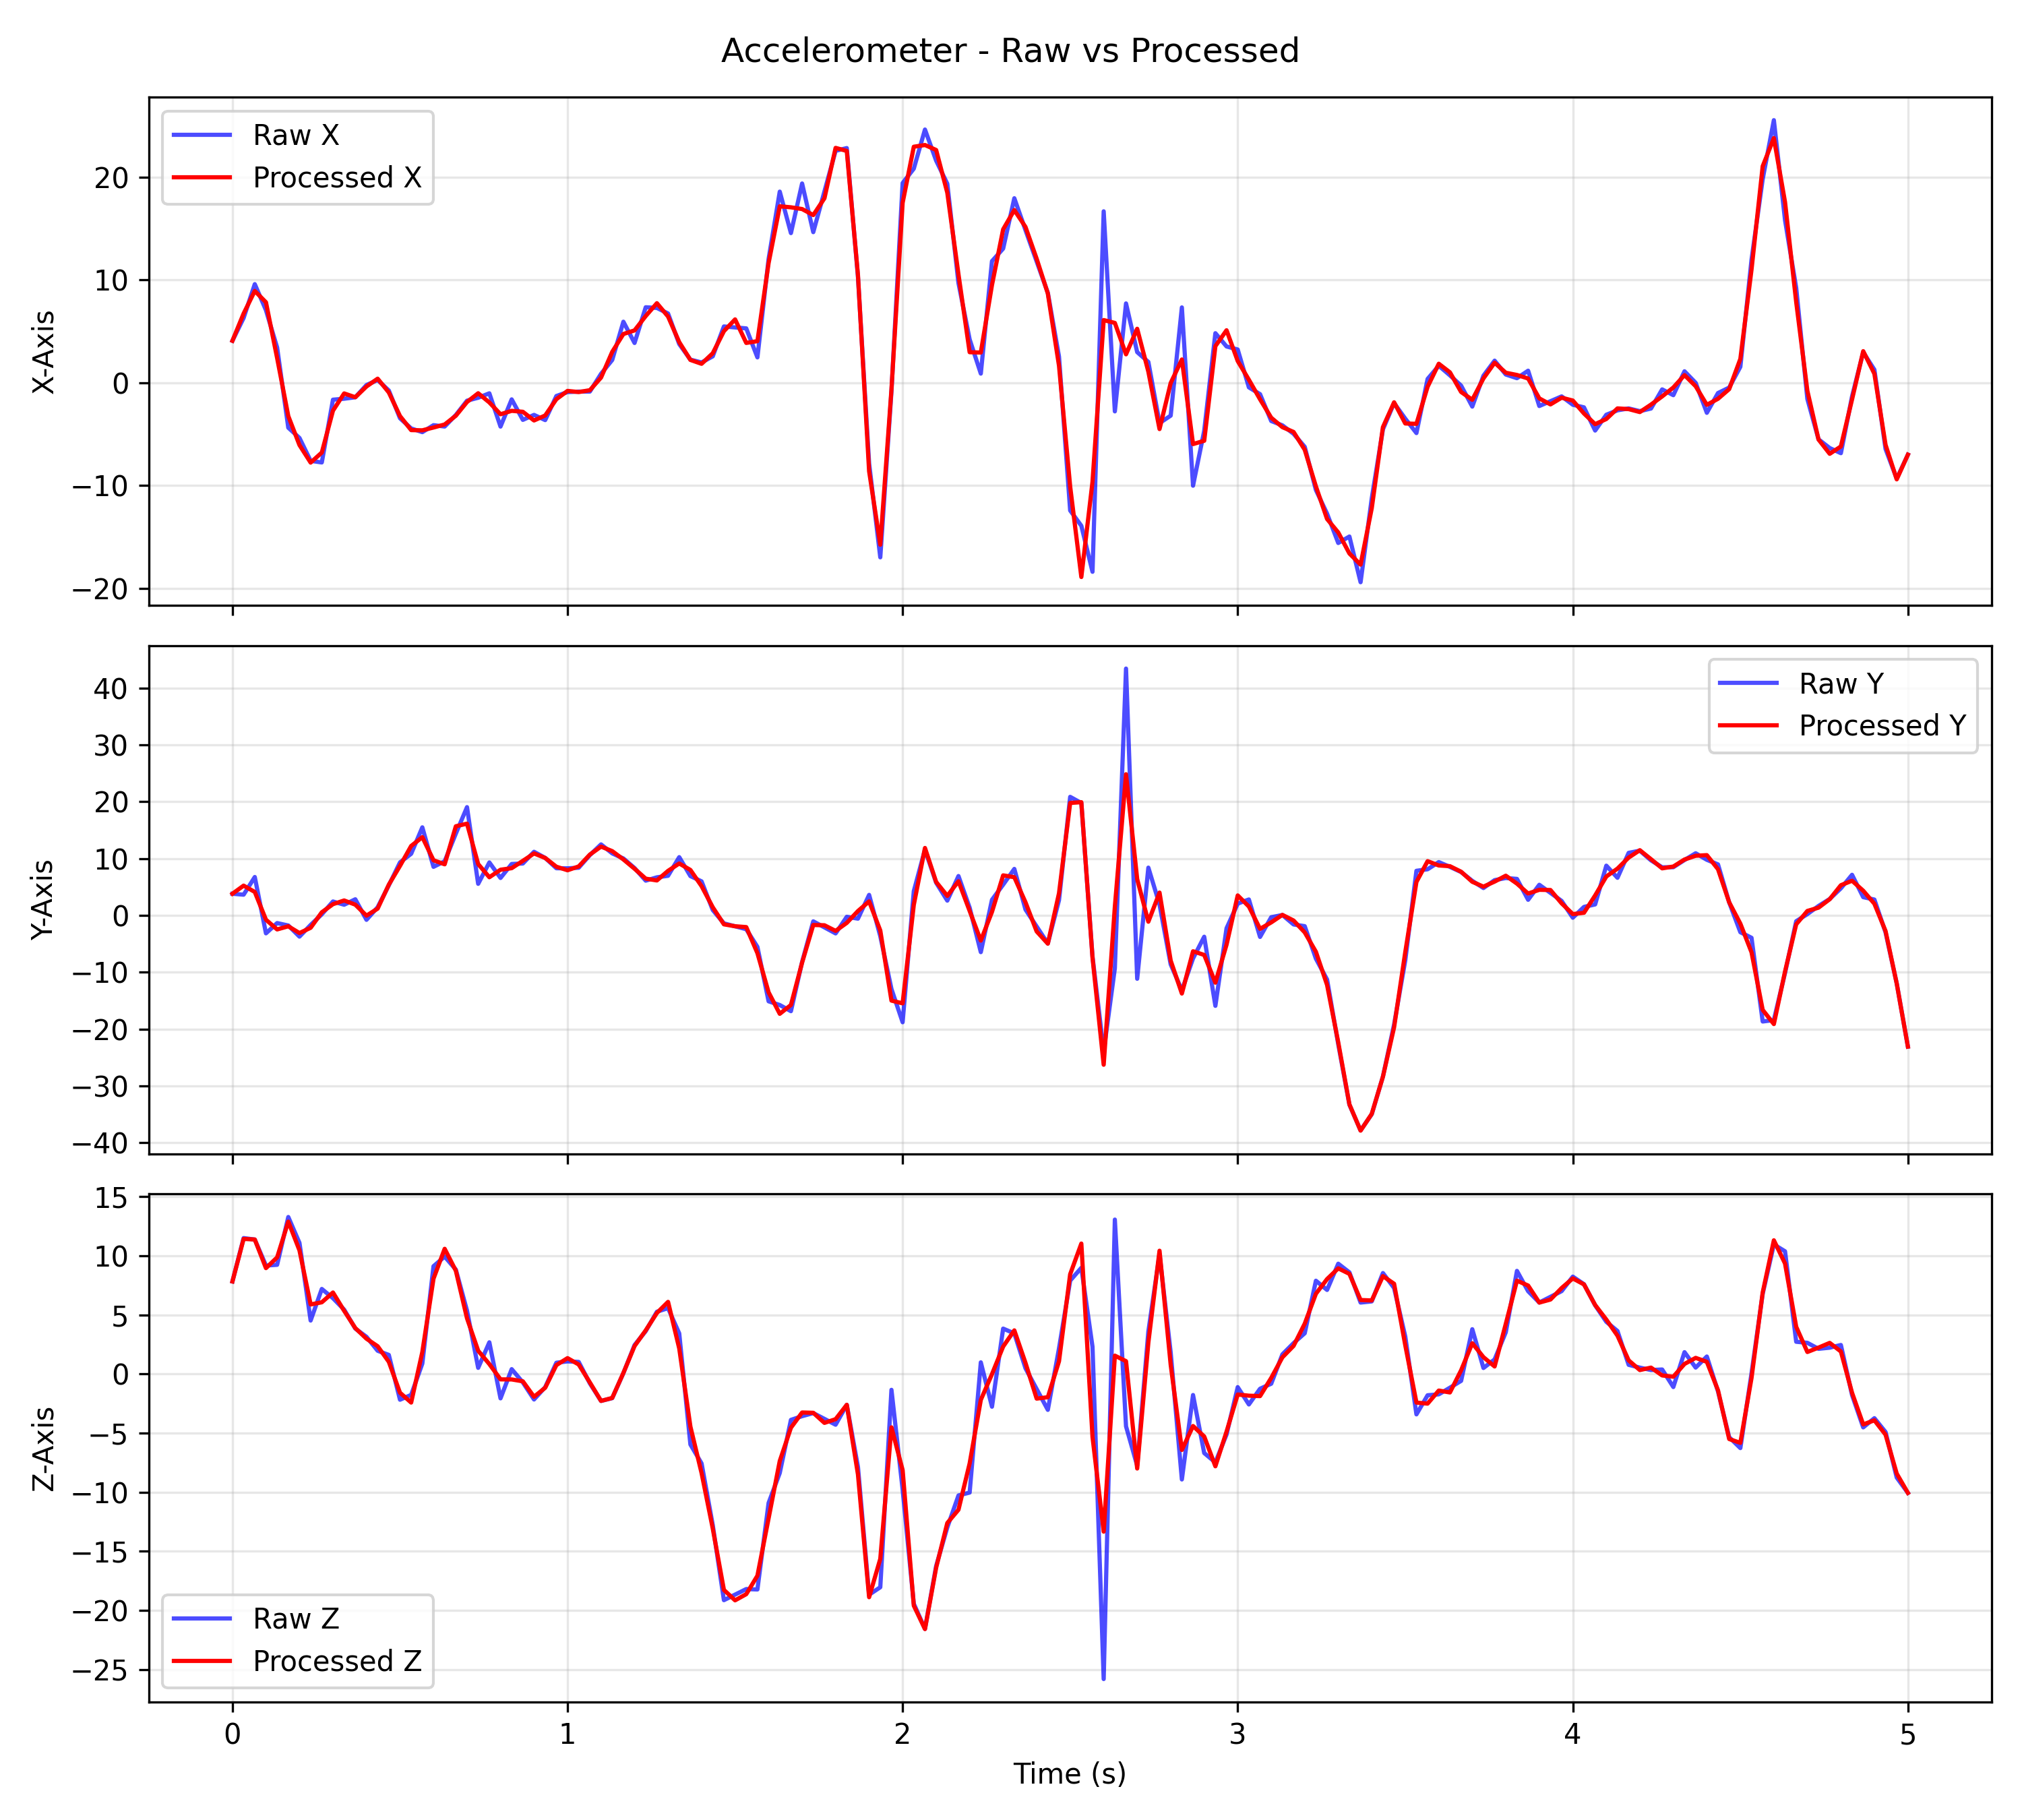 Accelerometer - Raw vs Processed
Raw X
Processed X
20
10
0
−10
−20
X-Axis
Raw Y
Processed Y
40
30
20
10
0
−10
−20
−30
−40
Y-Axis
15
10
5
0
−5
−10
−15
−20
−25
Z-Axis
Raw Z
Processed Z
0 1 2 3 4 5
Time (s)